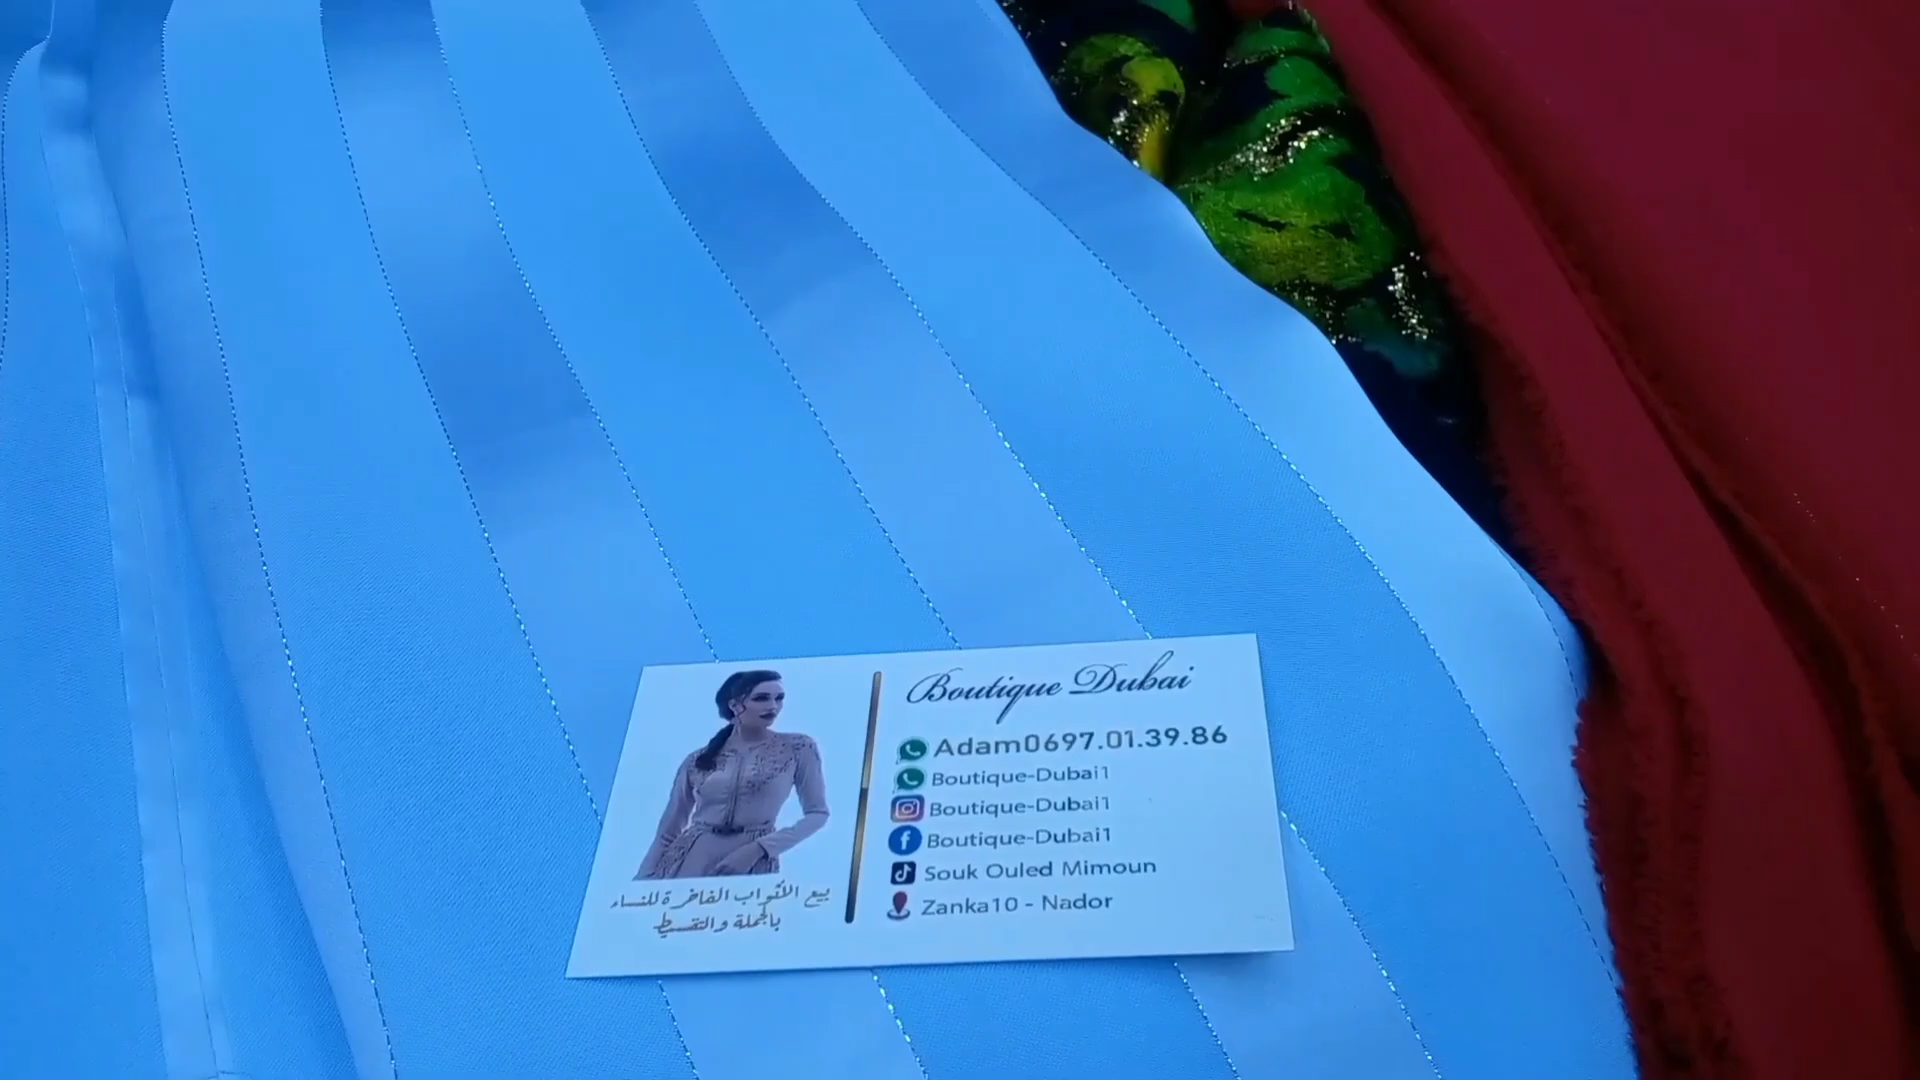 Boutique Dubai
Adam0697.01.39.86
Boutique-Dubai1
Boutique-Dubai1
Boutique-Dubai1
Souk Ouled Mimoun
Zanka10 - Nador
بيع الأثواب الفاخرة للنساء
بالجملة والتقسيط